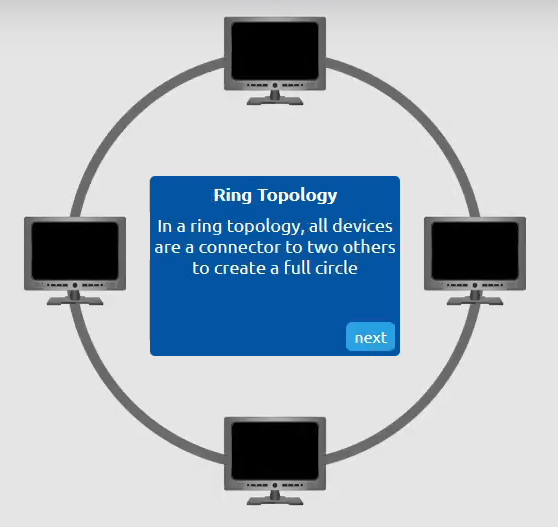 Ring Topology
In a ring topology, all devices
are a connector to two others
to create a full circle
next